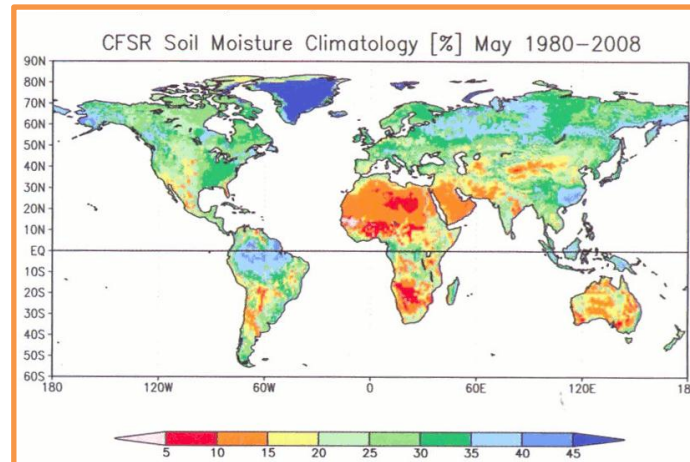 CFSR Soil Moisture Climatology [%] May 1980−2008
90N
80N
70N
60N
50N
40N
30N
20N
10N
EQ
10S
20S
30S
40S
50S
60S
180 120W 60W 0 60E 120E 180
5 10 15 20 25 30 35 40 45